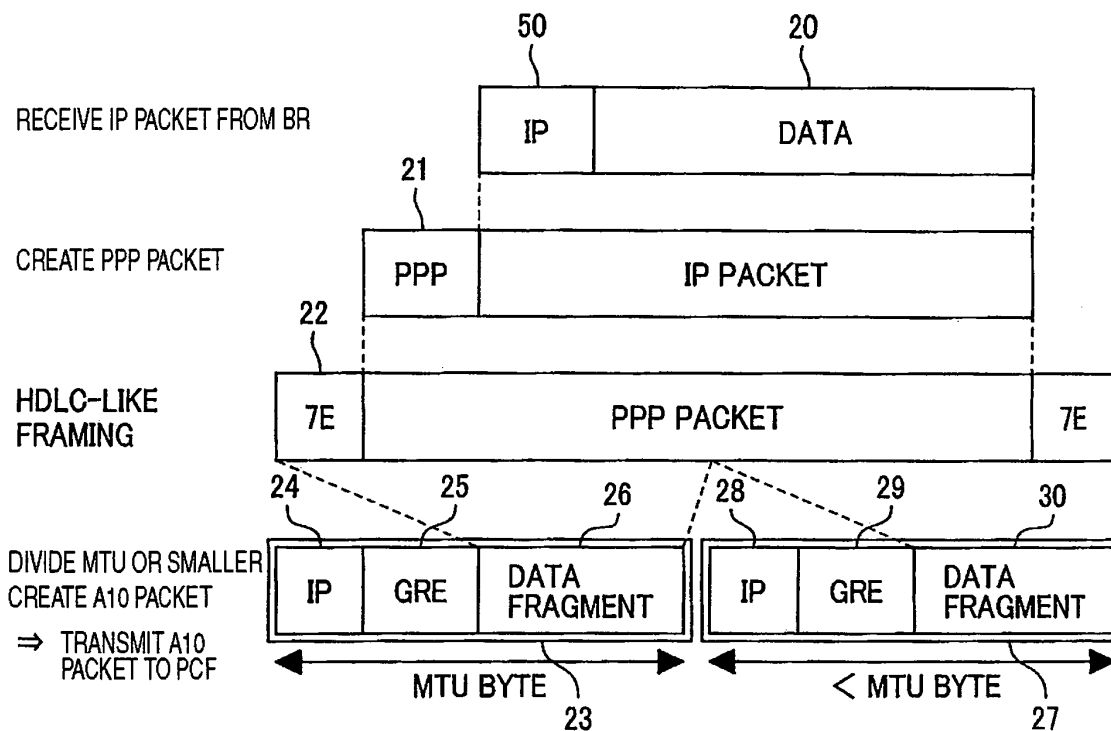 50
20
RECEIVE IP PACKET FROM BR
IP
DATA
21
CREATE PPP PACKET
PPP
IP PACKET
22
HDLC-LIKE
FRAMING
7E
PPP PACKET
7E
24
25
26
28
29
30
DIVIDE MTU OR SMALLER
CREATE A10 PACKET
⇒ TRANSMIT A10
PACKET TO PCF
IP
GRE
DATA
FRAGMENT
IP
GRE
DATA
FRAGMENT
MTU BYTE
< MTU BYTE
23
27